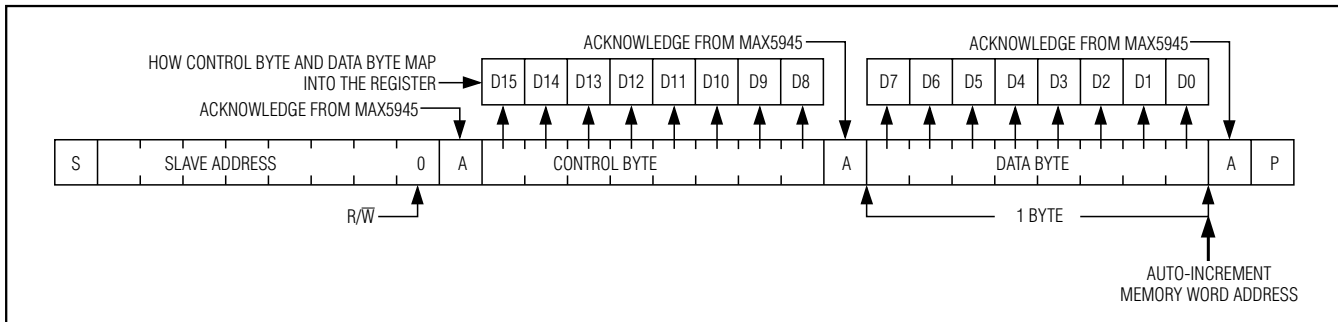 ACKNOWLEDGE FROM MAX5945
ACKNOWLEDGE FROM MAX5945
HOW CONTROL BYTE AND DATA BYTE MAP
INTO THE REGISTER
D15 D14 D13 D12 D11 D10 D9 D8
D7 D6 D5 D4 D3 D2 D1 D0
ACKNOWLEDGE FROM MAX5945
S SLAVE ADDRESS 0 A CONTROL BYTE A DATA BYTE A P
R/W̅
1 BYTE
AUTO-INCREMENT
MEMORY WORD ADDRESS